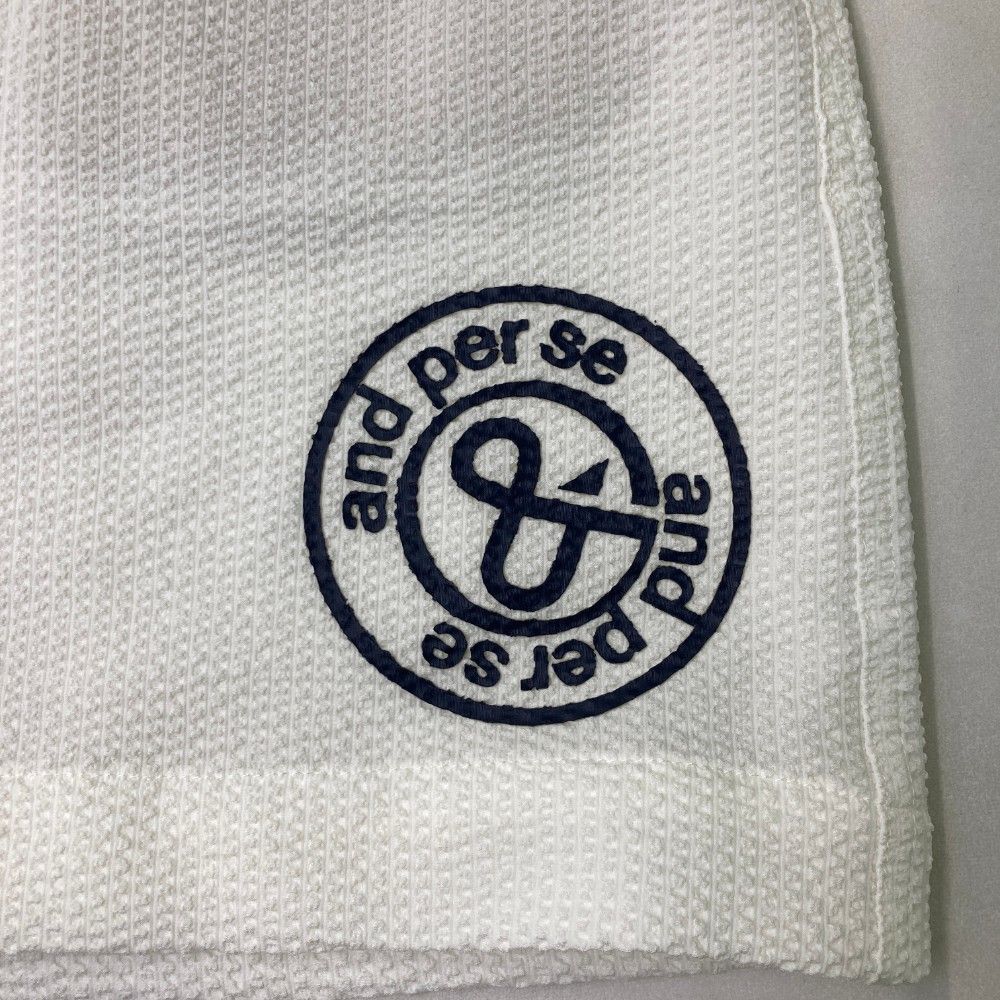 and per se
and per se
&